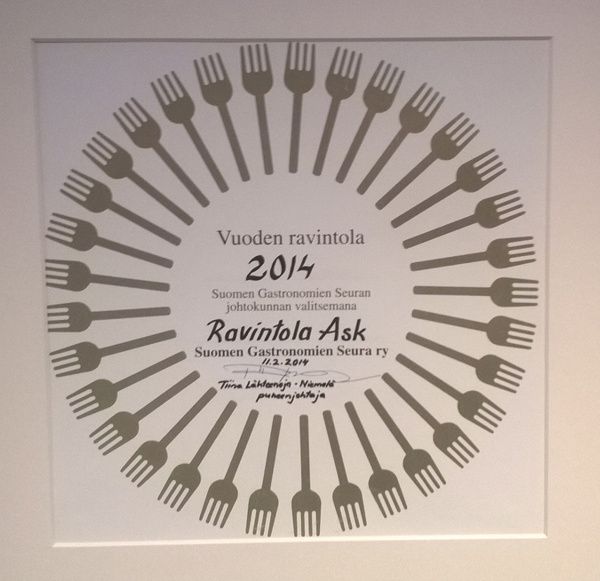 Vuoden ravintola
2014
Suomen Gastronomien Seuran
johtokunnan valitsemana
Ravintola Ask
Suomen Gastronomien Seura ry
11.2.2014
Tiina Lähteenoja-Niemelä
puheenjohtaja